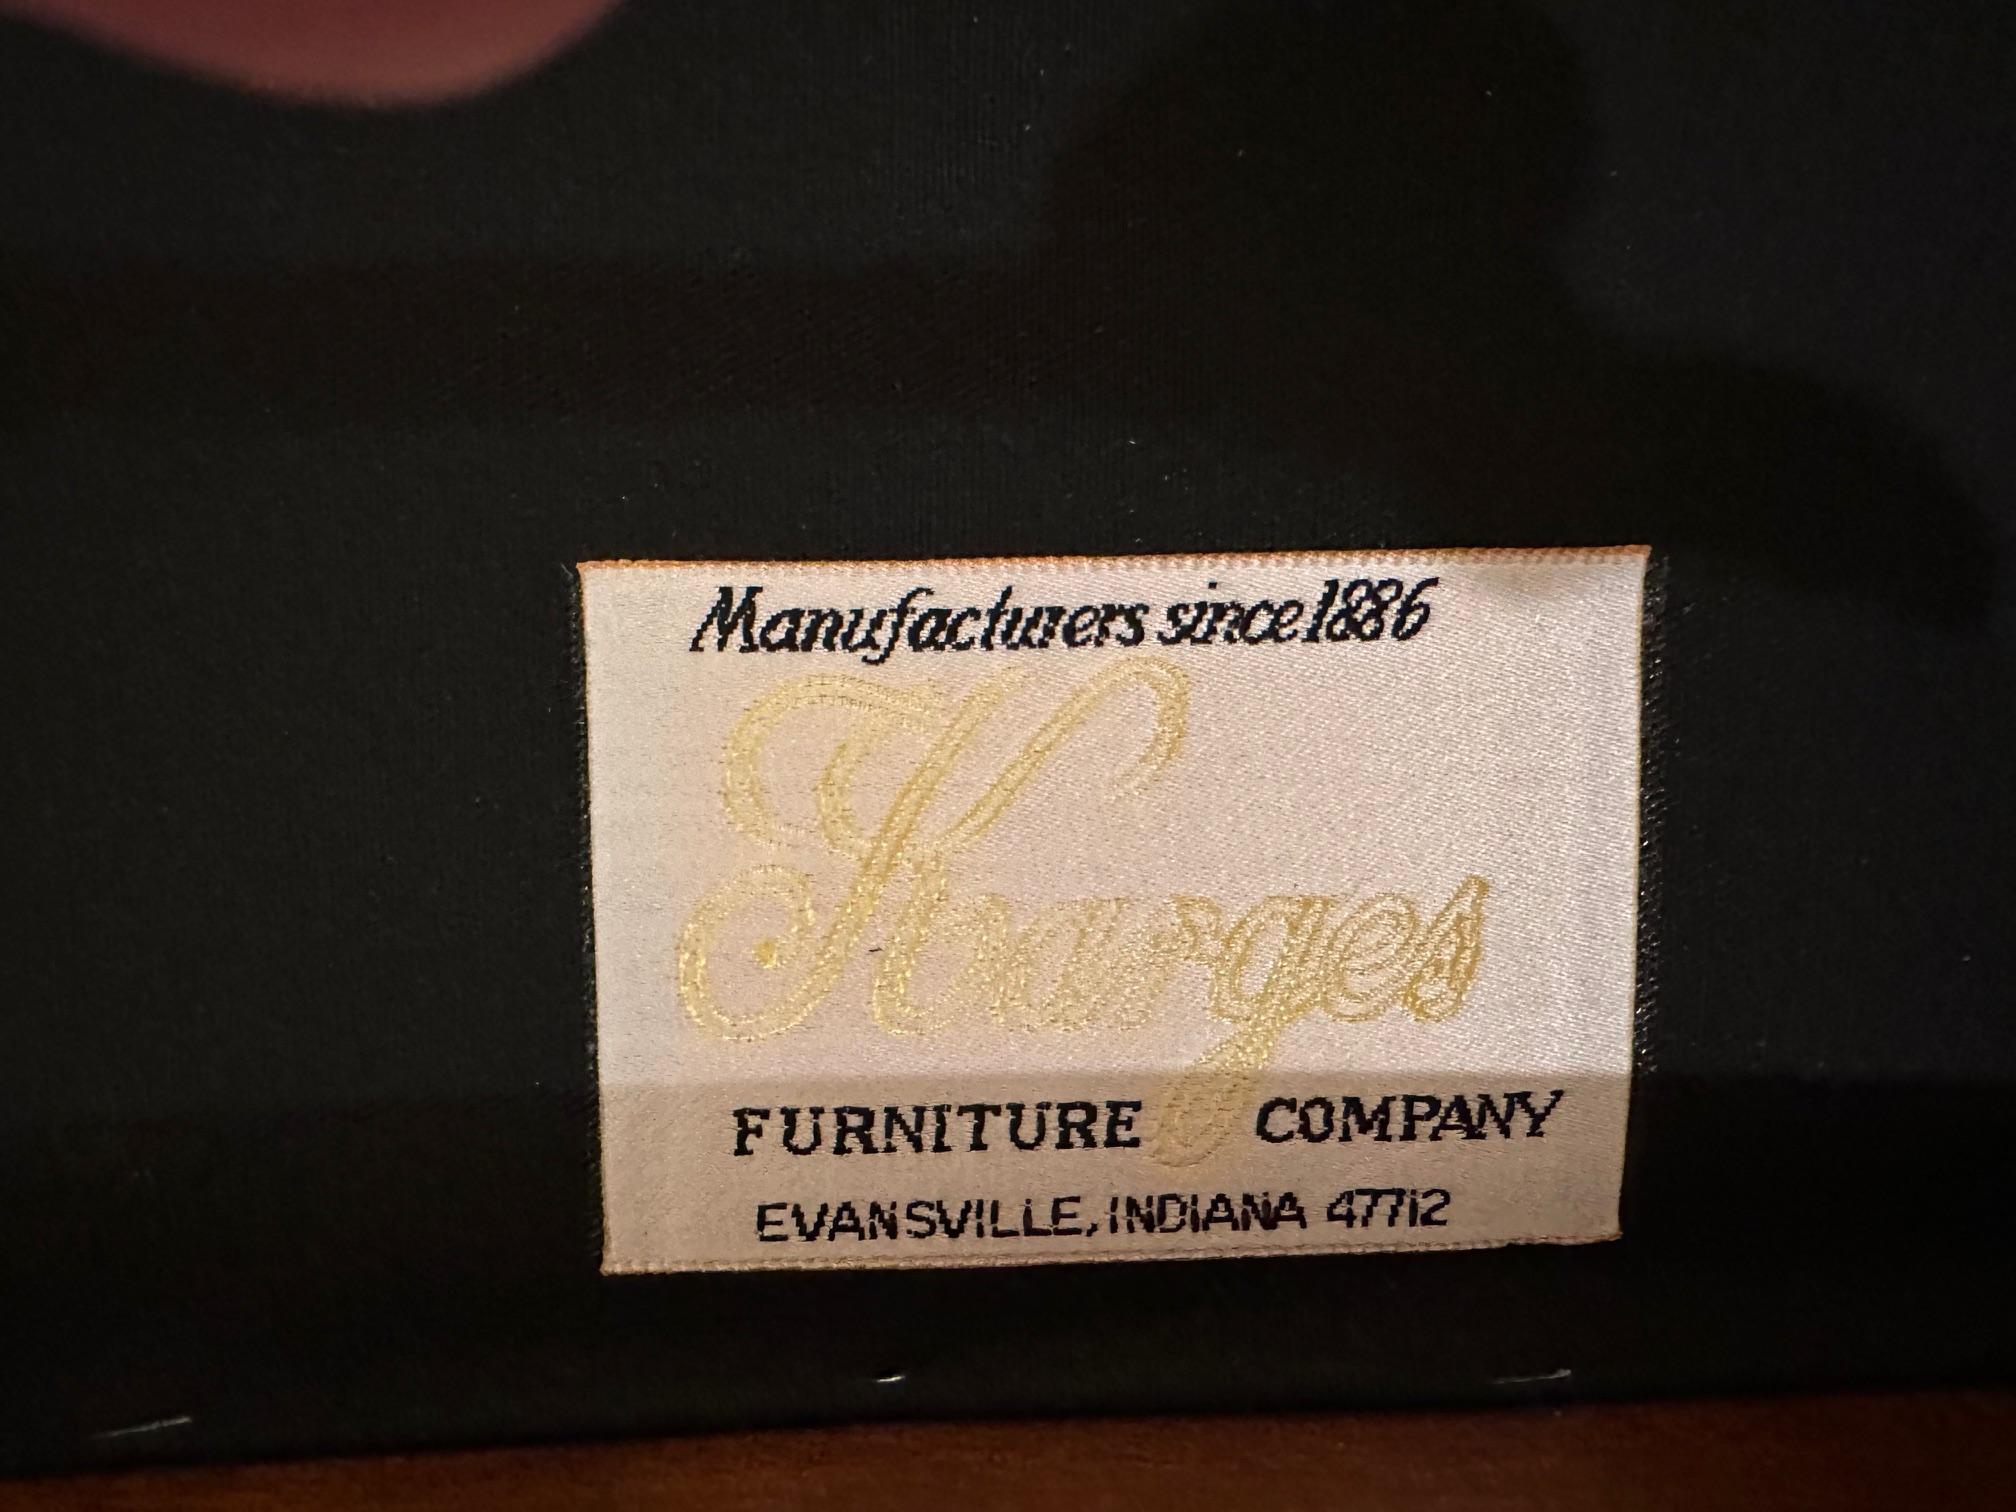 Manufacturers since 1886
Karges
FURNITURE COMPANY
EVANSVILLE, INDIANA 47712